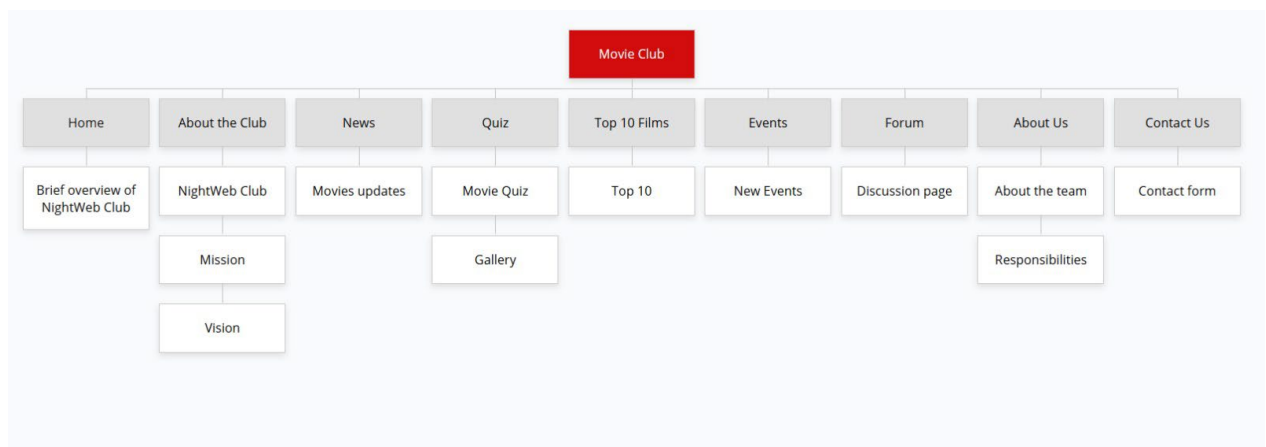 Movie Club
Home
About the Club
News
Quiz
Top 10 Films
Events
Forum
About Us
Contact Us
Brief overview of
NightWeb Club
NightWeb Club
Movies updates
Movie Quiz
Top 10
New Events
Discussion page
About the team
Contact form
Mission
Gallery
Responsibilities
Vision